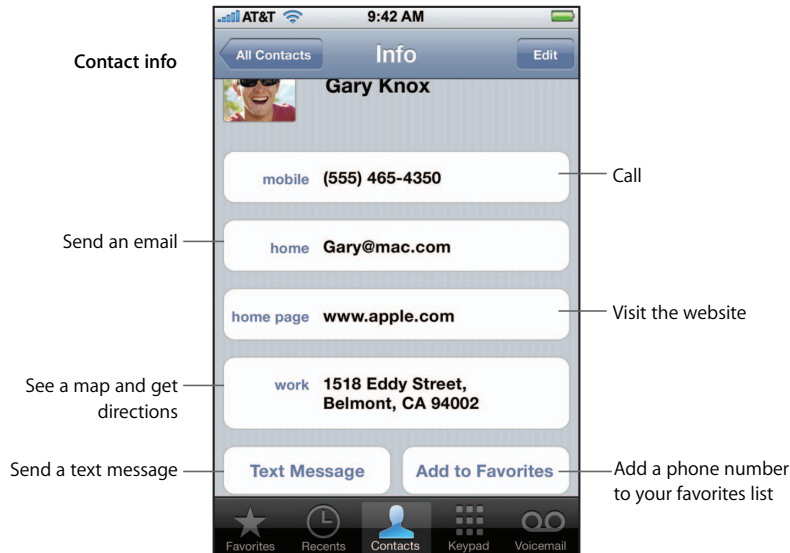 AT&T 9:42 AM
Contact info
All Contacts Info Edit
Gary Knox
mobile (555) 465-4350
Call
Send an email
home Gary@mac.com
home page www.apple.com
Visit the website
See a map and get
directions
work 1518 Eddy Street,
Belmont, CA 94002
Send a text message
Text Message Add to Favorites
Add a phone number
to your favorites list
Favorites Recents Contacts Keypad Voicemail